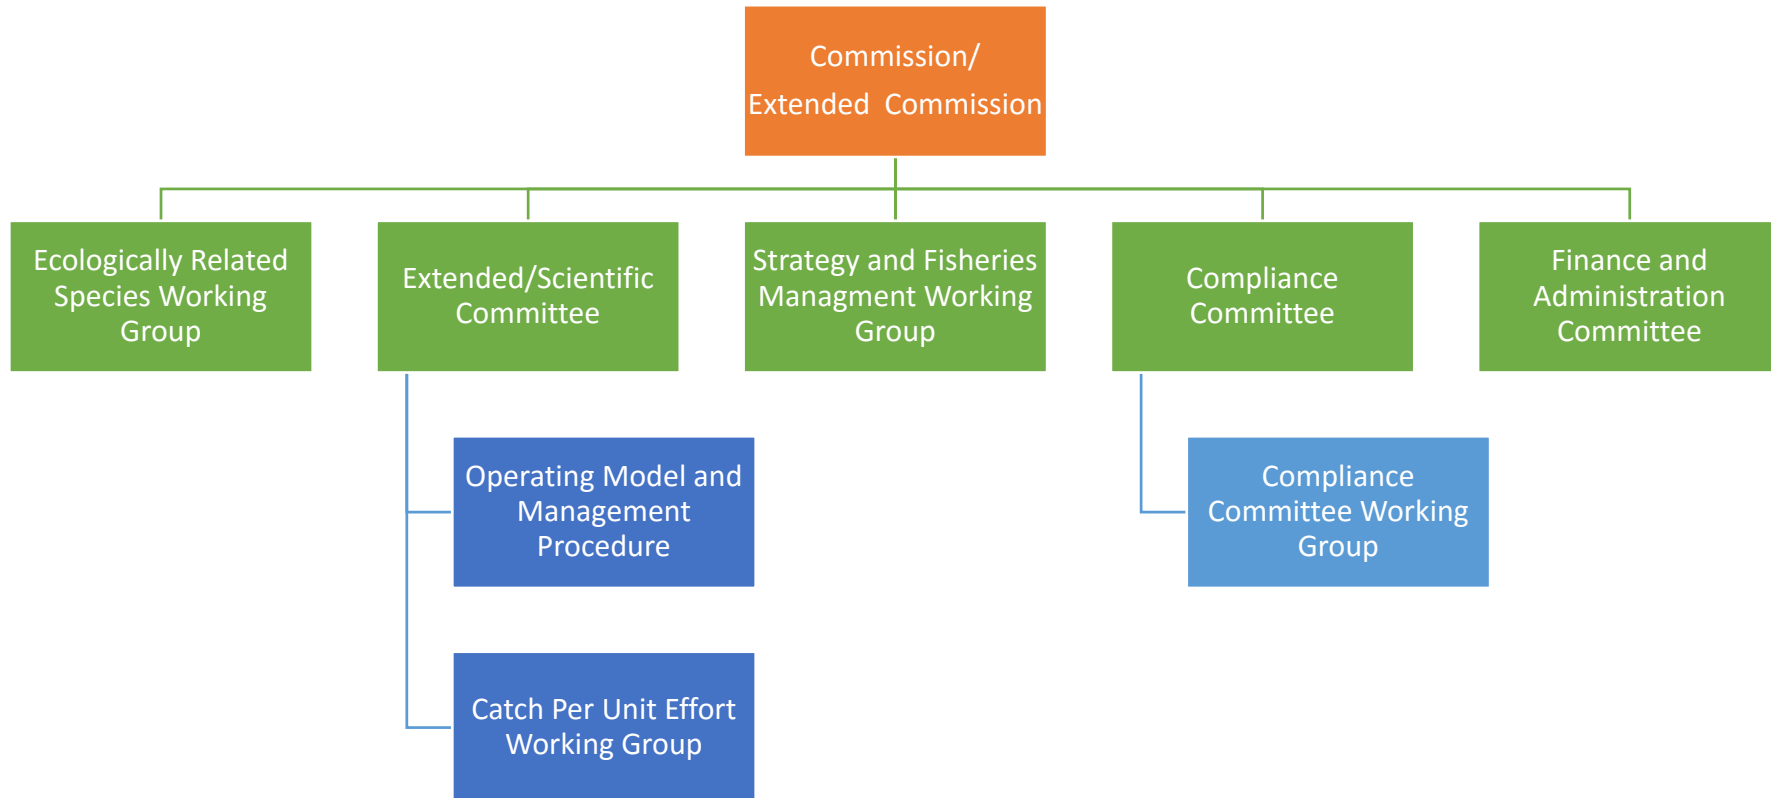 Commission/
Extended Commission
Ecologically Related
Species Working
Group
Extended/Scientific
Committee
Strategy and Fisheries
Managment Working
Group
Compliance
Committee
Finance and
Administration
Committee
Operating Model and
Management
Procedure
Compliance
Committee Working
Group
Catch Per Unit Effort
Working Group